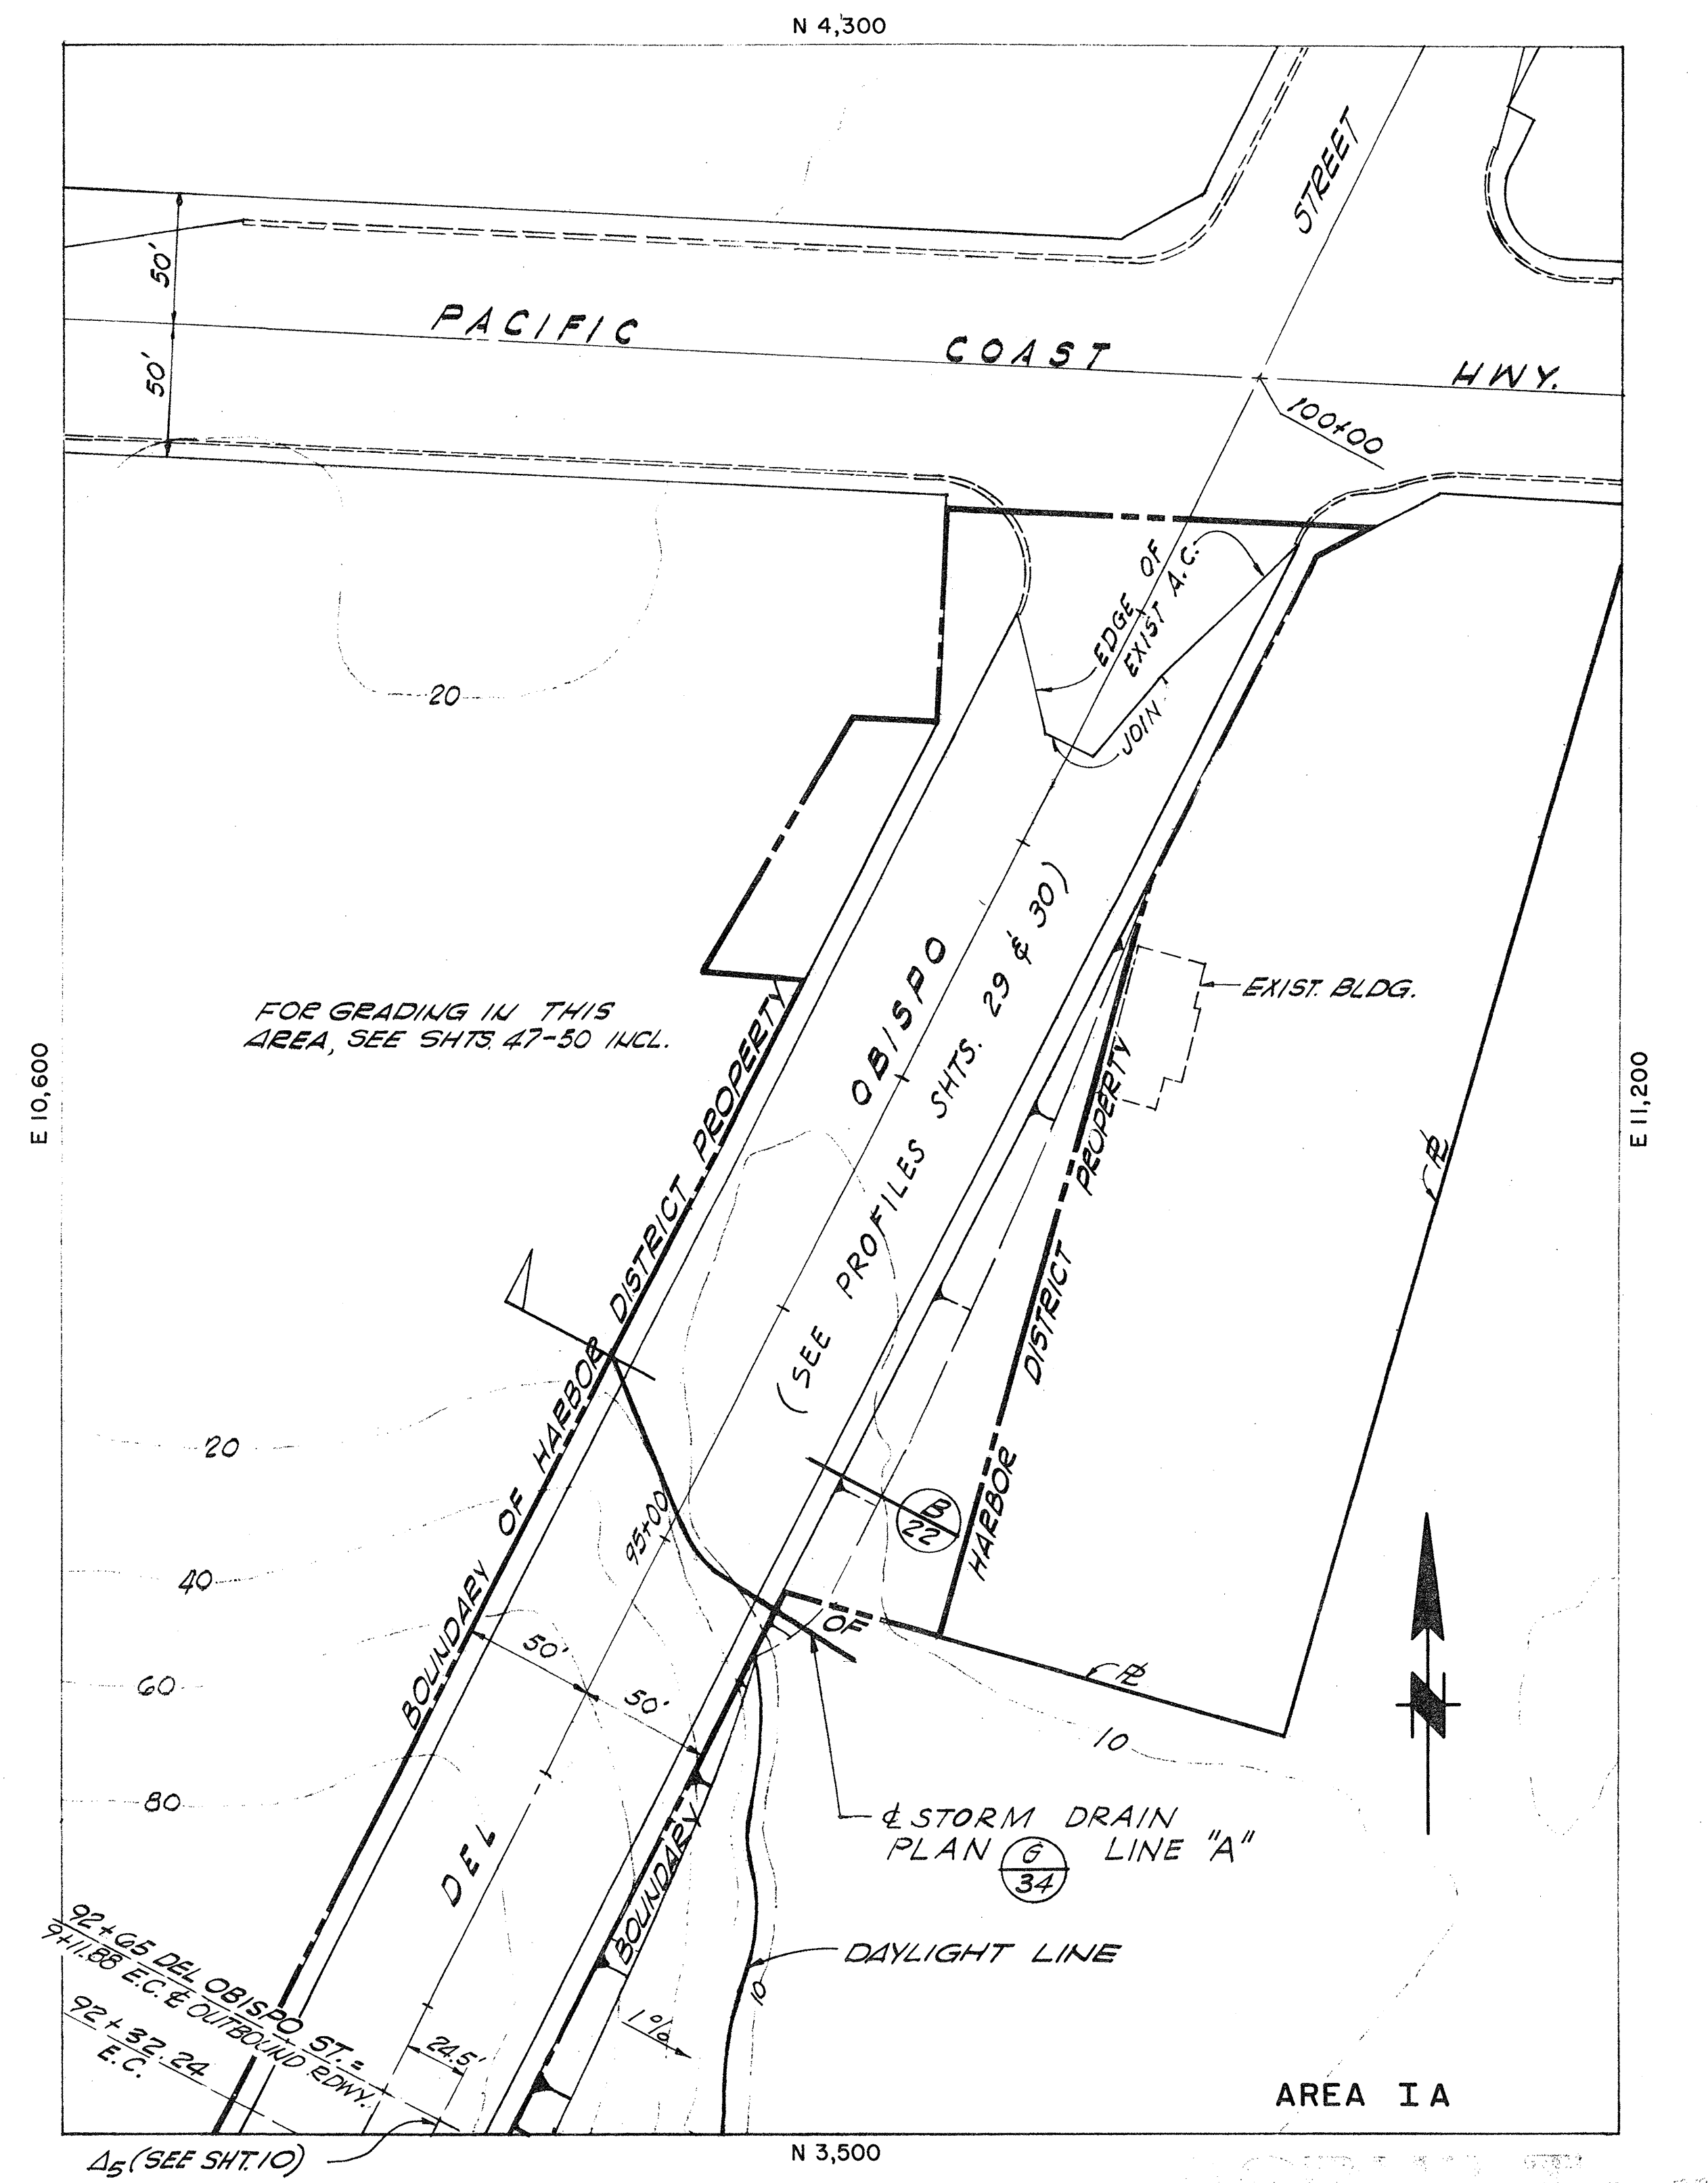 N 4,300
STREET
50'
50'
PACIFIC COAST HWY.
100+00
EDGE OF
EXIST A.C.
JOIN
20
OBISPO
(SEE PROFILES SHTS. 29 & 30)
EXIST. BLDG.
FOR GRADING IN THIS
AREA, SEE SHTS. 47-50 INCL.
E 10,600
E 11,200
BOUNDARY OF HARBOR DISTRICT PROPERTY
BOUNDARY OF HARBOR DISTRICT PROPERTY
PL
20
95+00
B
22
40
50'
50'
60
PL
10
80
DEL
℄ STORM DRAIN
PLAN G LINE "A"
34
DAYLIGHT LINE
10
92+65 DEL OBISPO ST. =
9+11.88 E.C. ℄ OUTBOUND RDWY.
92+32.24
E.C.
24.5'
1%
N
AREA IA
Δ5 (SEE SHT. 10)
N 3,500